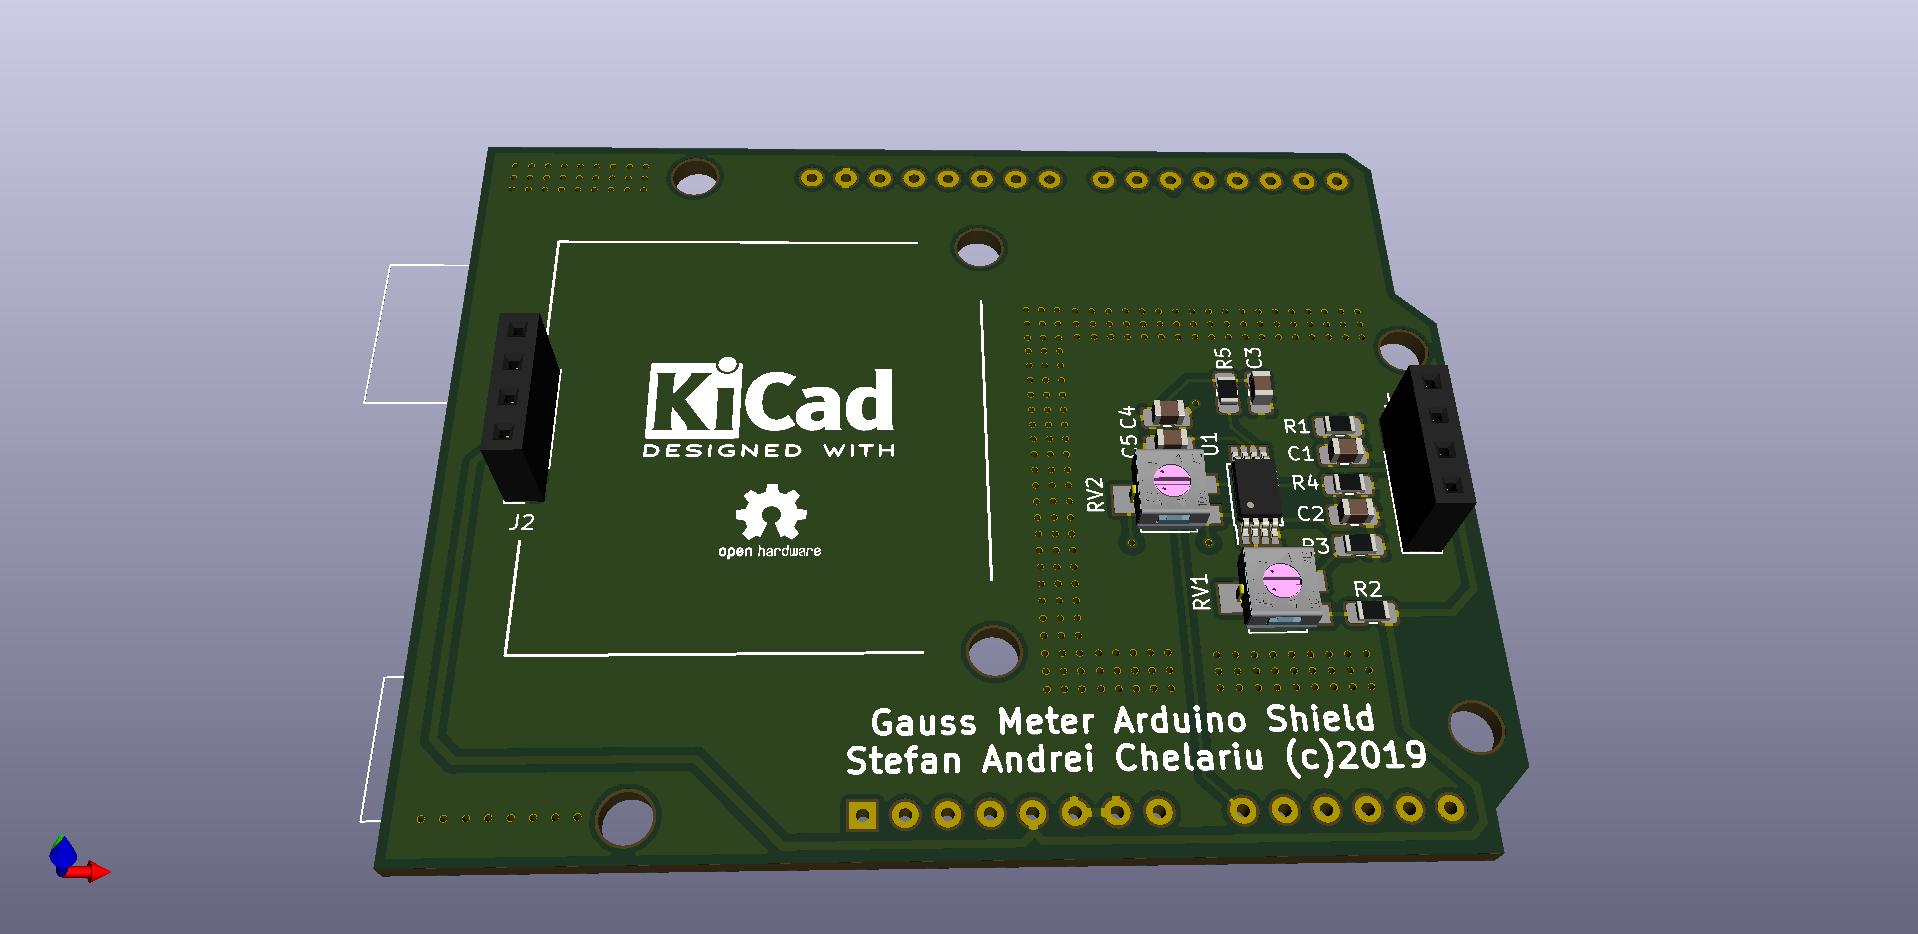 KiCad
DESIGNED WITH
open hardware
J2
R5
C3
C4
C5
U1
R1
C1
R4
RV2
C2
R3
RV1
R2
Gauss Meter Arduino Shield
Stefan Andrei Chelariu (c)2019